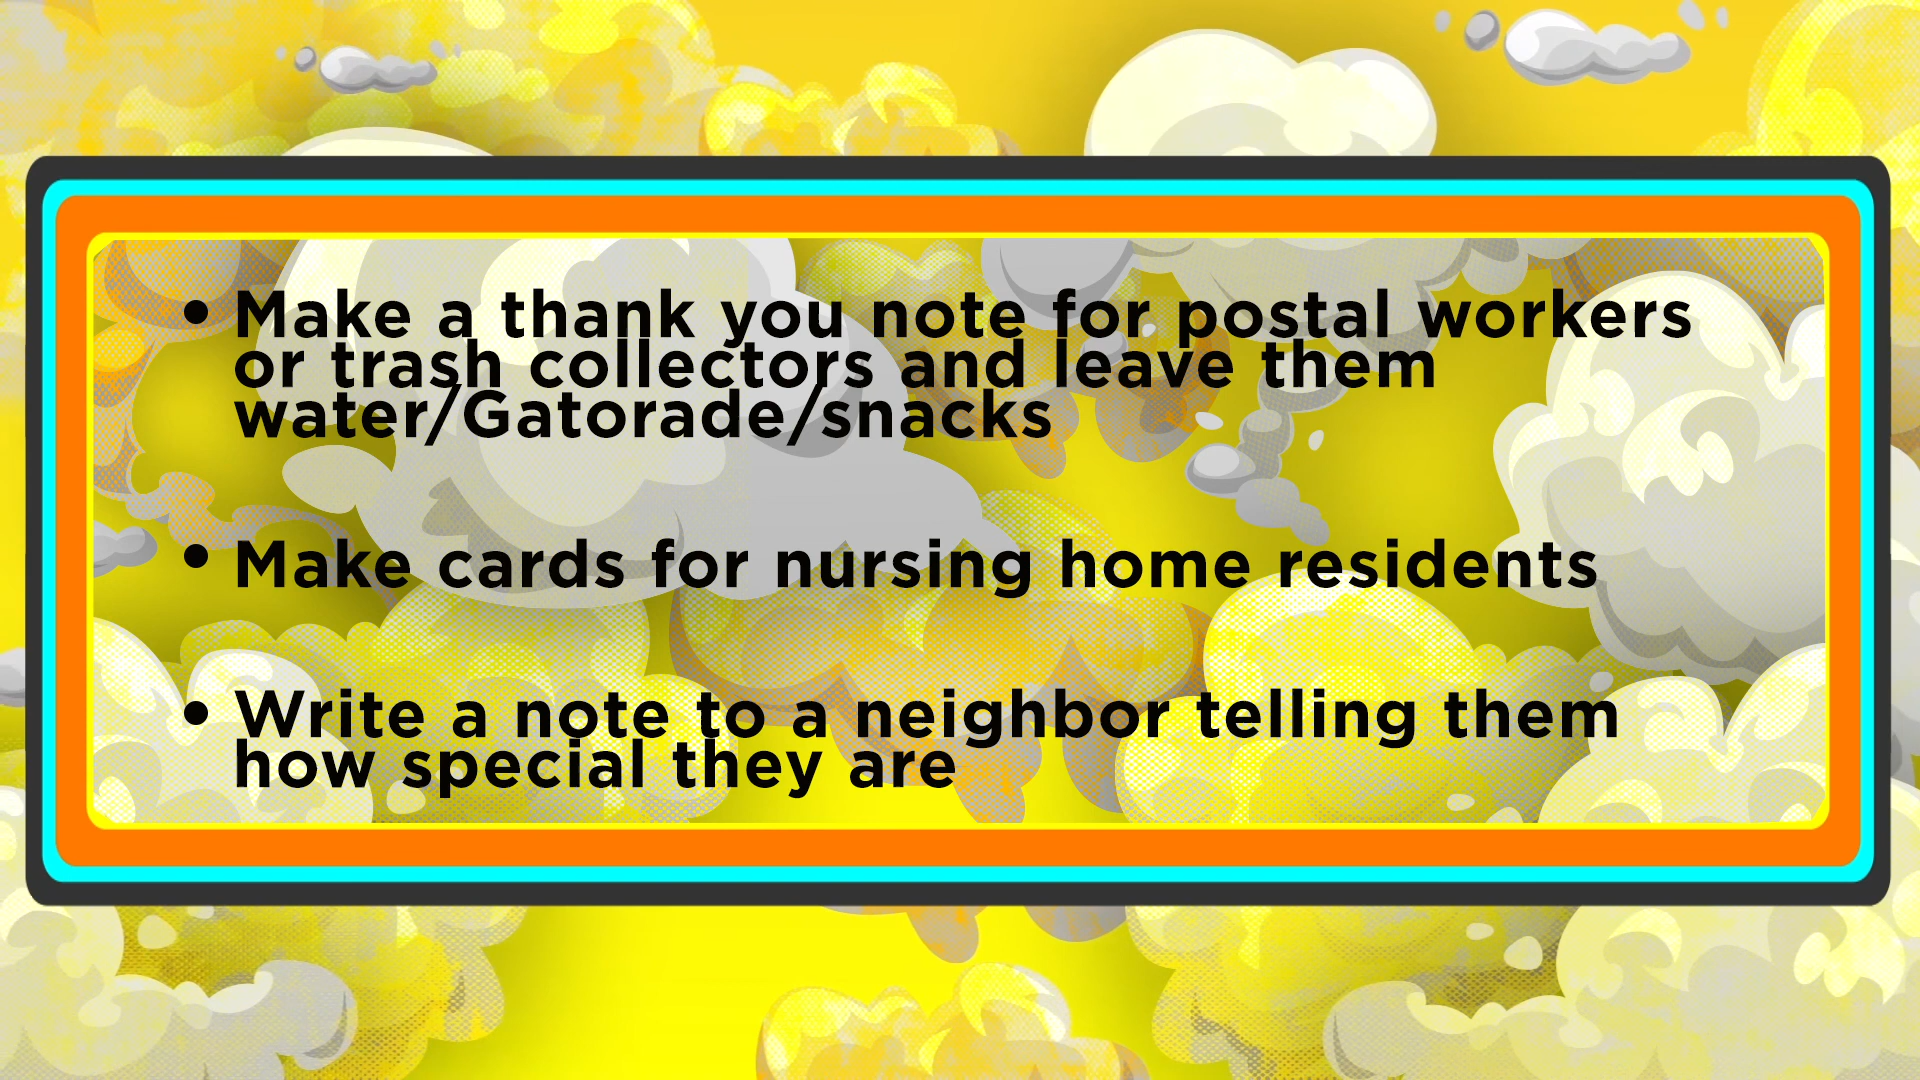 • Make a thank you note for postal workers
or trash collectors and leave them
water/Gatorade/snacks
• Make cards for nursing home residents
• Write a note to a neighbor telling them
how special they are